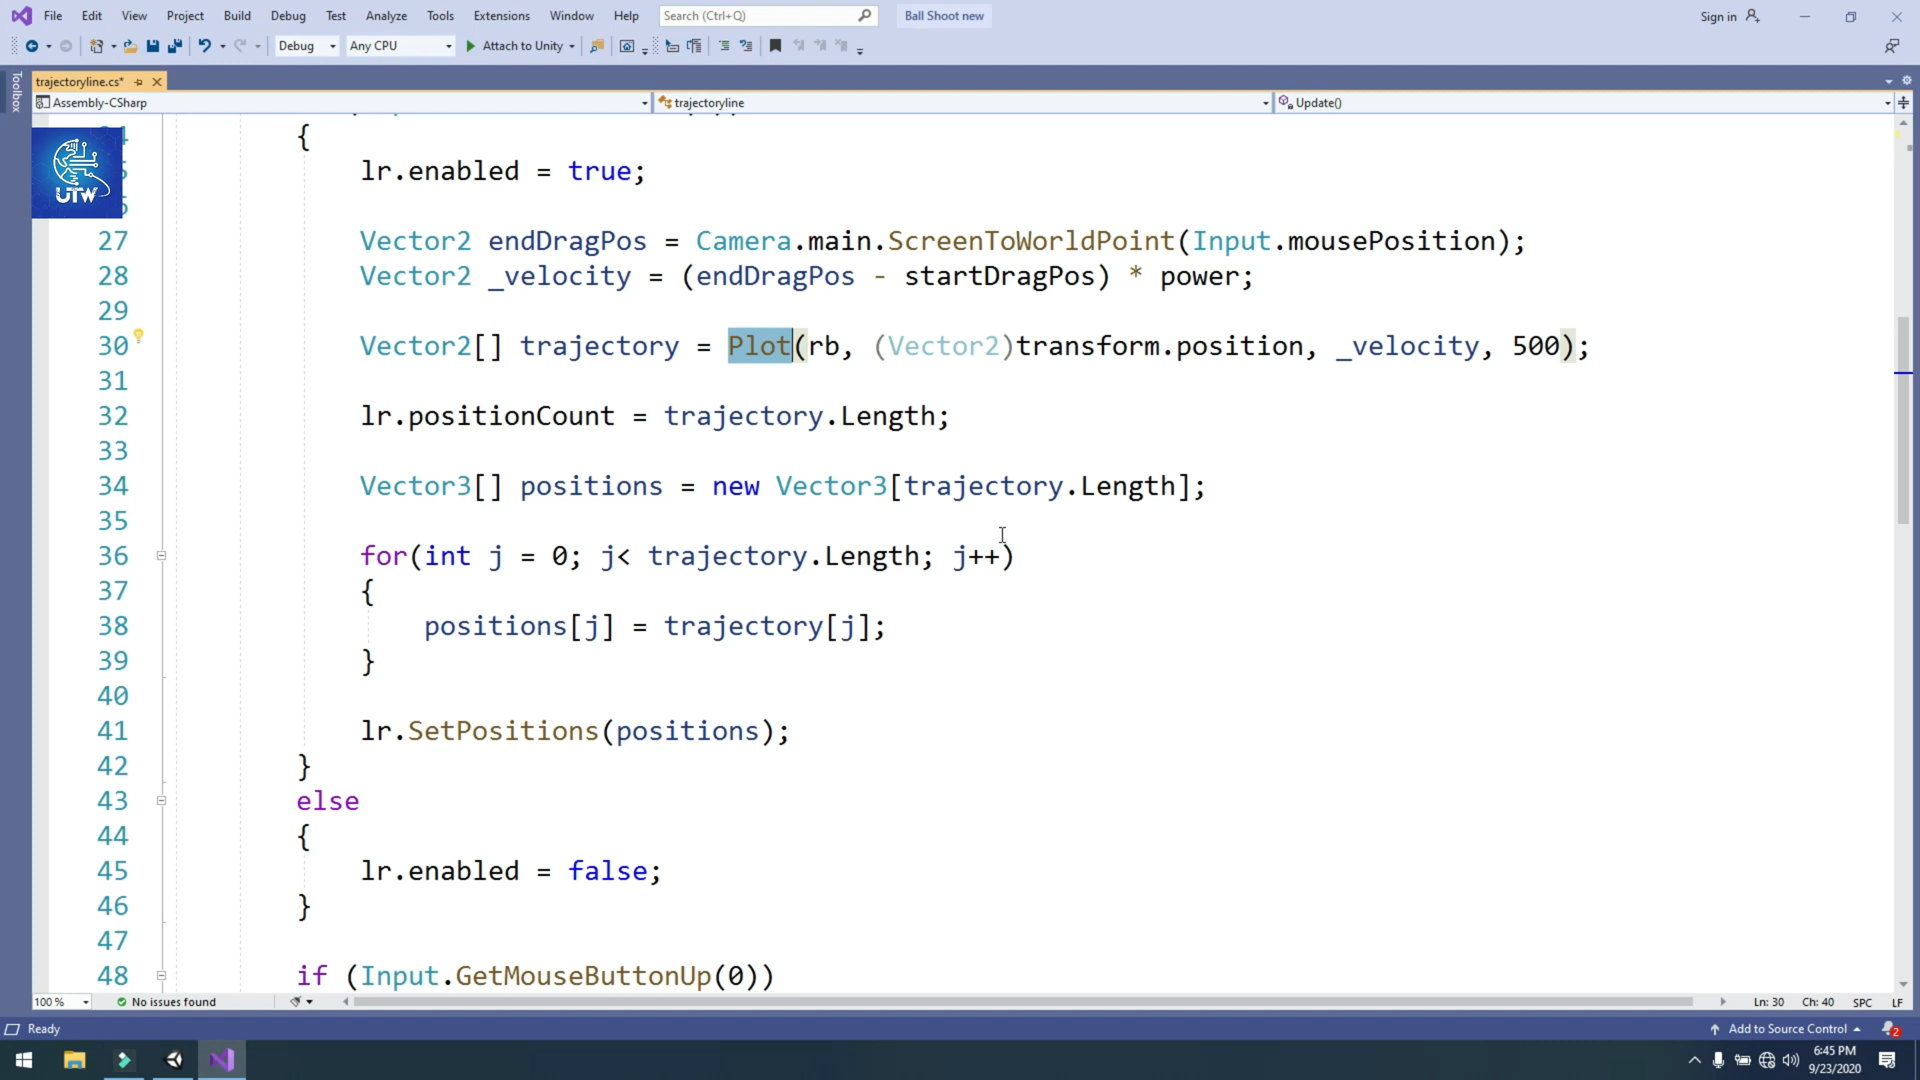 File Edit View Project Build Debug Test Analyze Tools Extensions Window Help Search (Ctrl+Q) Ball Shoot new Sign in
Debug Any CPU Attach to Unity
Toolbox
trajectoryline.cs*
Assembly-CSharp trajectoryline Update()
UTW
{
lr.enabled = true;
27 Vector2 endDragPos = Camera.main.ScreenToWorldPoint(Input.mousePosition);
28 Vector2 _velocity = (endDragPos - startDragPos) * power;
29
30 Vector2[] trajectory = Plot(rb, (Vector2)transform.position, _velocity, 500);
31
32 lr.positionCount = trajectory.Length;
33
34 Vector3[] positions = new Vector3[trajectory.Length];
35
36 for(int j = 0; j< trajectory.Length; j++)
37 {
38 positions[j] = trajectory[j];
39 }
40
41 lr.SetPositions(positions);
42 }
43 else
44 {
45 lr.enabled = false;
46 }
47
48 if (Input.GetMouseButtonUp(0))
100 % No issues found Ln: 30 Ch: 40 SPC LF
Ready Add to Source Control 2
6:45 PM
9/23/2020